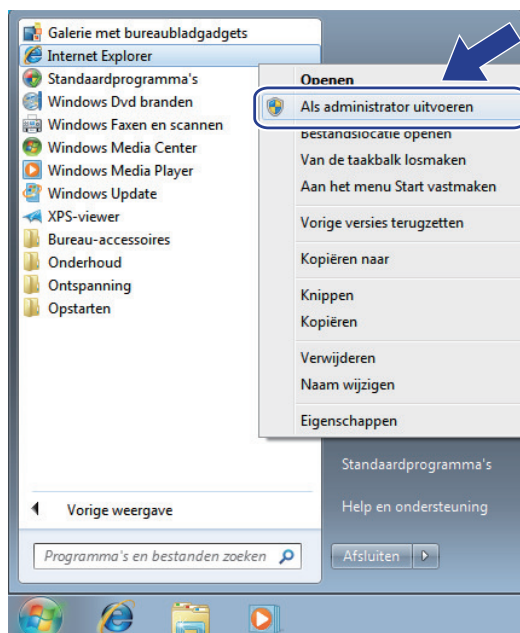 Galerie met bureaubladgadgets
Internet Explorer
Standaardprogramma's
Windows Dvd branden
Windows Faxen en scannen
Windows Media Center
Windows Media Player
Windows Update
XPS-viewer
Bureau-accessoires
Onderhoud
Ontspanning
Opstarten
Openen
Als administrator uitvoeren
Bestandslocatie openen
Van de taakbalk losmaken
Aan het menu Start vastmaken
Vorige versies terugzetten
Kopiëren naar
Knippen
Kopiëren
Verwijderen
Naam wijzigen
Eigenschappen
Standaardprogramma's
Help en ondersteuning
Vorige weergave
Programma's en bestanden zoeken
Afsluiten